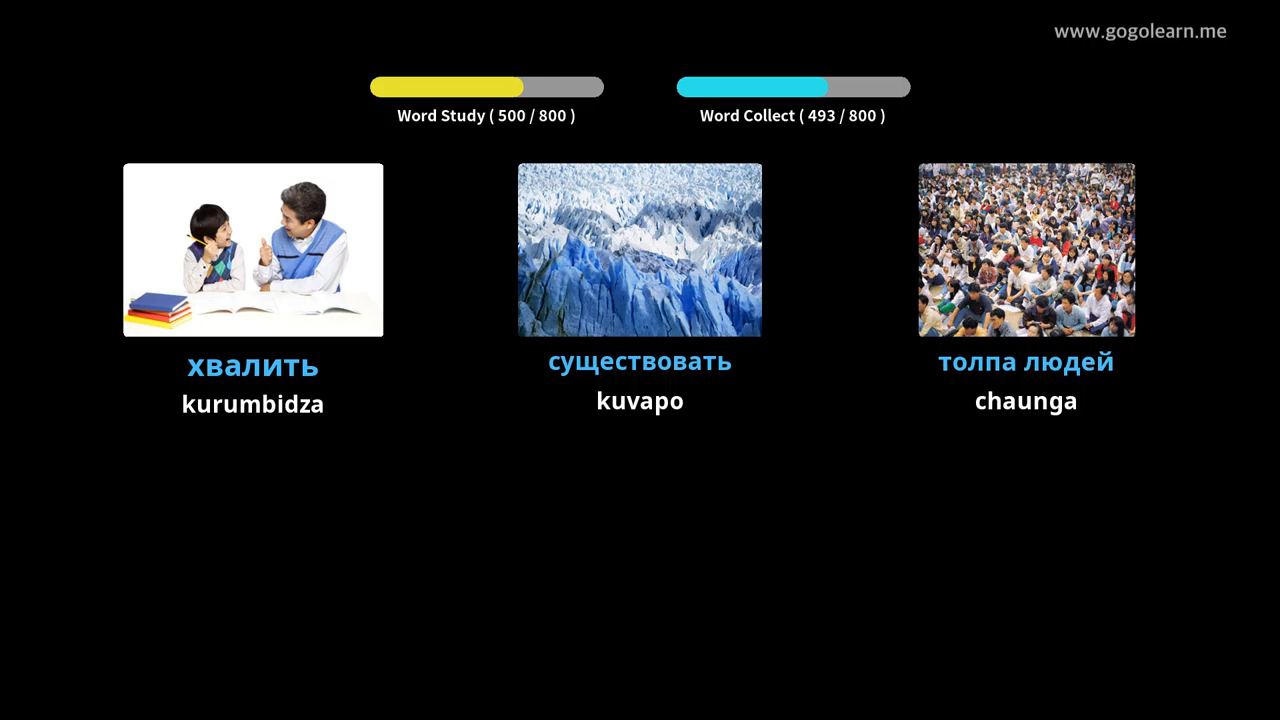 www.gogolearn.me
Word Study ( 500 / 800 )
Word Collect ( 493 / 800 )
хвалить
kurumbidza
существовать
kuvapo
толпа людей
chaunga